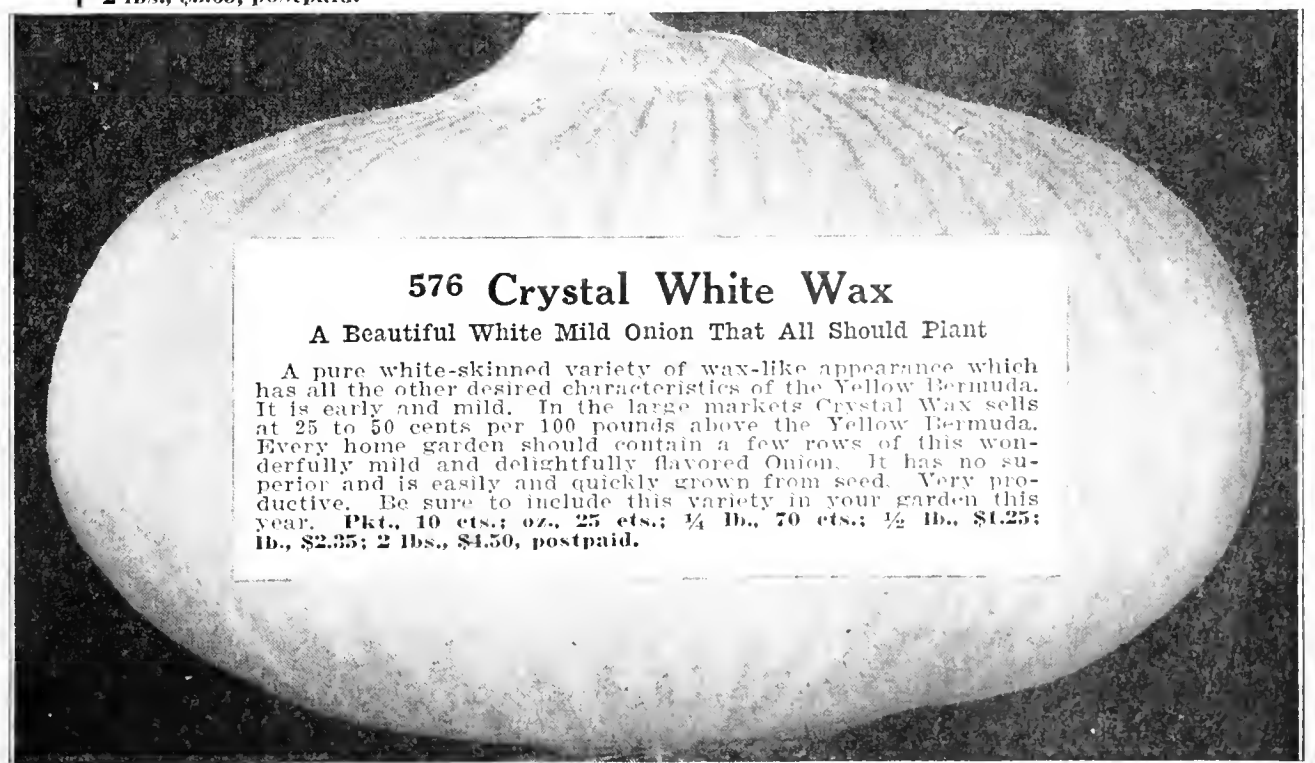 2 lbs., postpaid.
576 Crystal White Wax
A Beautiful White Mild Onion That All Should Plant
A pure white-skinned variety of wax-like appearance which
has all the other desired characteristics of the Yellow Bermuda.
It is early and mild. In the large markets Crystal Wax sells
at 25 to 50 cents per 100 pounds above the Yellow Bermuda.
Every home garden should contain a few rows of this won-
derfully mild and delightfully flavored Onion. It has no su-
perior and is easily and quickly grown from seed. Very pro-
ductive. Be sure to include this variety in your garden this
year. Pkt., 10 cts.; oz., 25 cts.; ¼ lb., 70 cts.; ½ lb., $1.25;
lb., $2.35; 2 lbs., $4.50, postpaid.